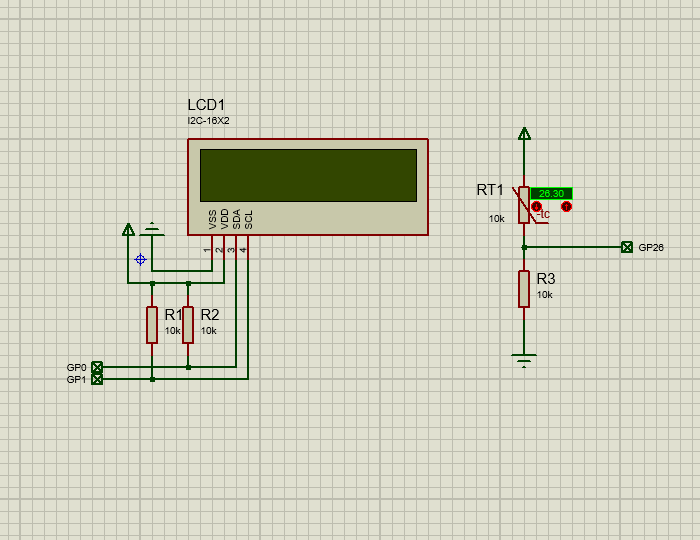 LCD1
I2C-16X2
VSS
VDD
SDA
SCL
1
2
3
4
R1
10k
R2
10k
GP0
GP1
RT1
10k
26.30
-tc
GP26
R3
10k